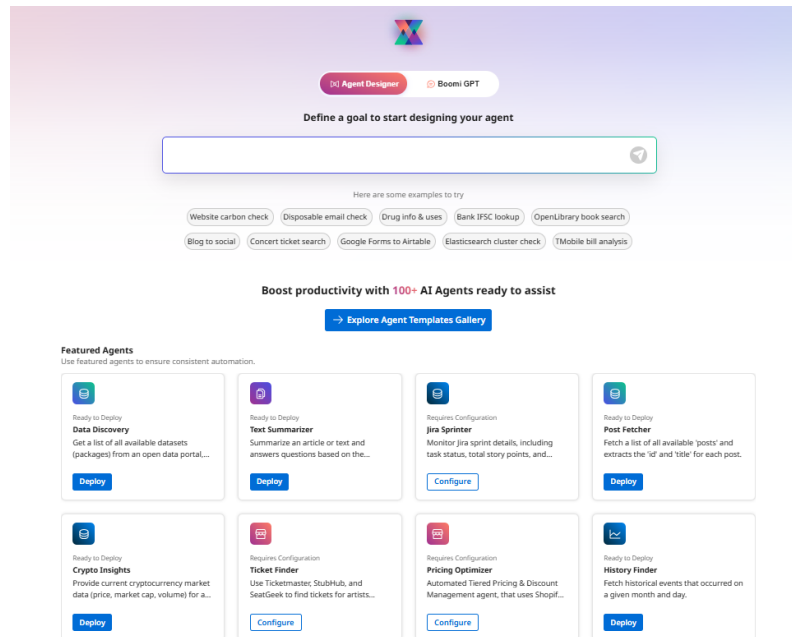 Agent Designer
Boomi GPT
Define a goal to start designing your agent
Here are some examples to try
Website carbon check
Disposable email check
Drug info & uses
Bank IFSC lookup
OpenLibrary book search
Blog to social
Concert ticket search
Google Forms to Airtable
Elasticsearch cluster check
TMobile bill analysis
Boost productivity with 100+ AI Agents ready to assist
→ Explore Agent Templates Gallery
Featured Agents
Use featured agents to ensure consistent automation.
Ready to Deploy
Data Discovery
Get a list of all available datasets
(packages) from an open data portal,...
Deploy
Ready to Deploy
Text Summarizer
Summarize an article or text and
answers questions based on the...
Deploy
Requires Configuration
Jira Sprinter
Monitor Jira sprint details, including
task status, total story points, and...
Configure
Ready to Deploy
Post Fetcher
Fetch a list of all available 'posts' and
extracts the 'id' and 'title' for each post.
Deploy
Ready to Deploy
Crypto Insights
Provide current cryptocurrency market
data (price, market cap, volume) for a...
Deploy
Requires Configuration
Ticket Finder
Use Ticketmaster, StubHub, and
SeatGeek to find tickets for artists...
Configure
Requires Configuration
Pricing Optimizer
Automated Tiered Pricing & Discount
Management agent, that uses Shopif...
Configure
Ready to Deploy
History Finder
Fetch historical events that occurred on
a given month and day.
Deploy